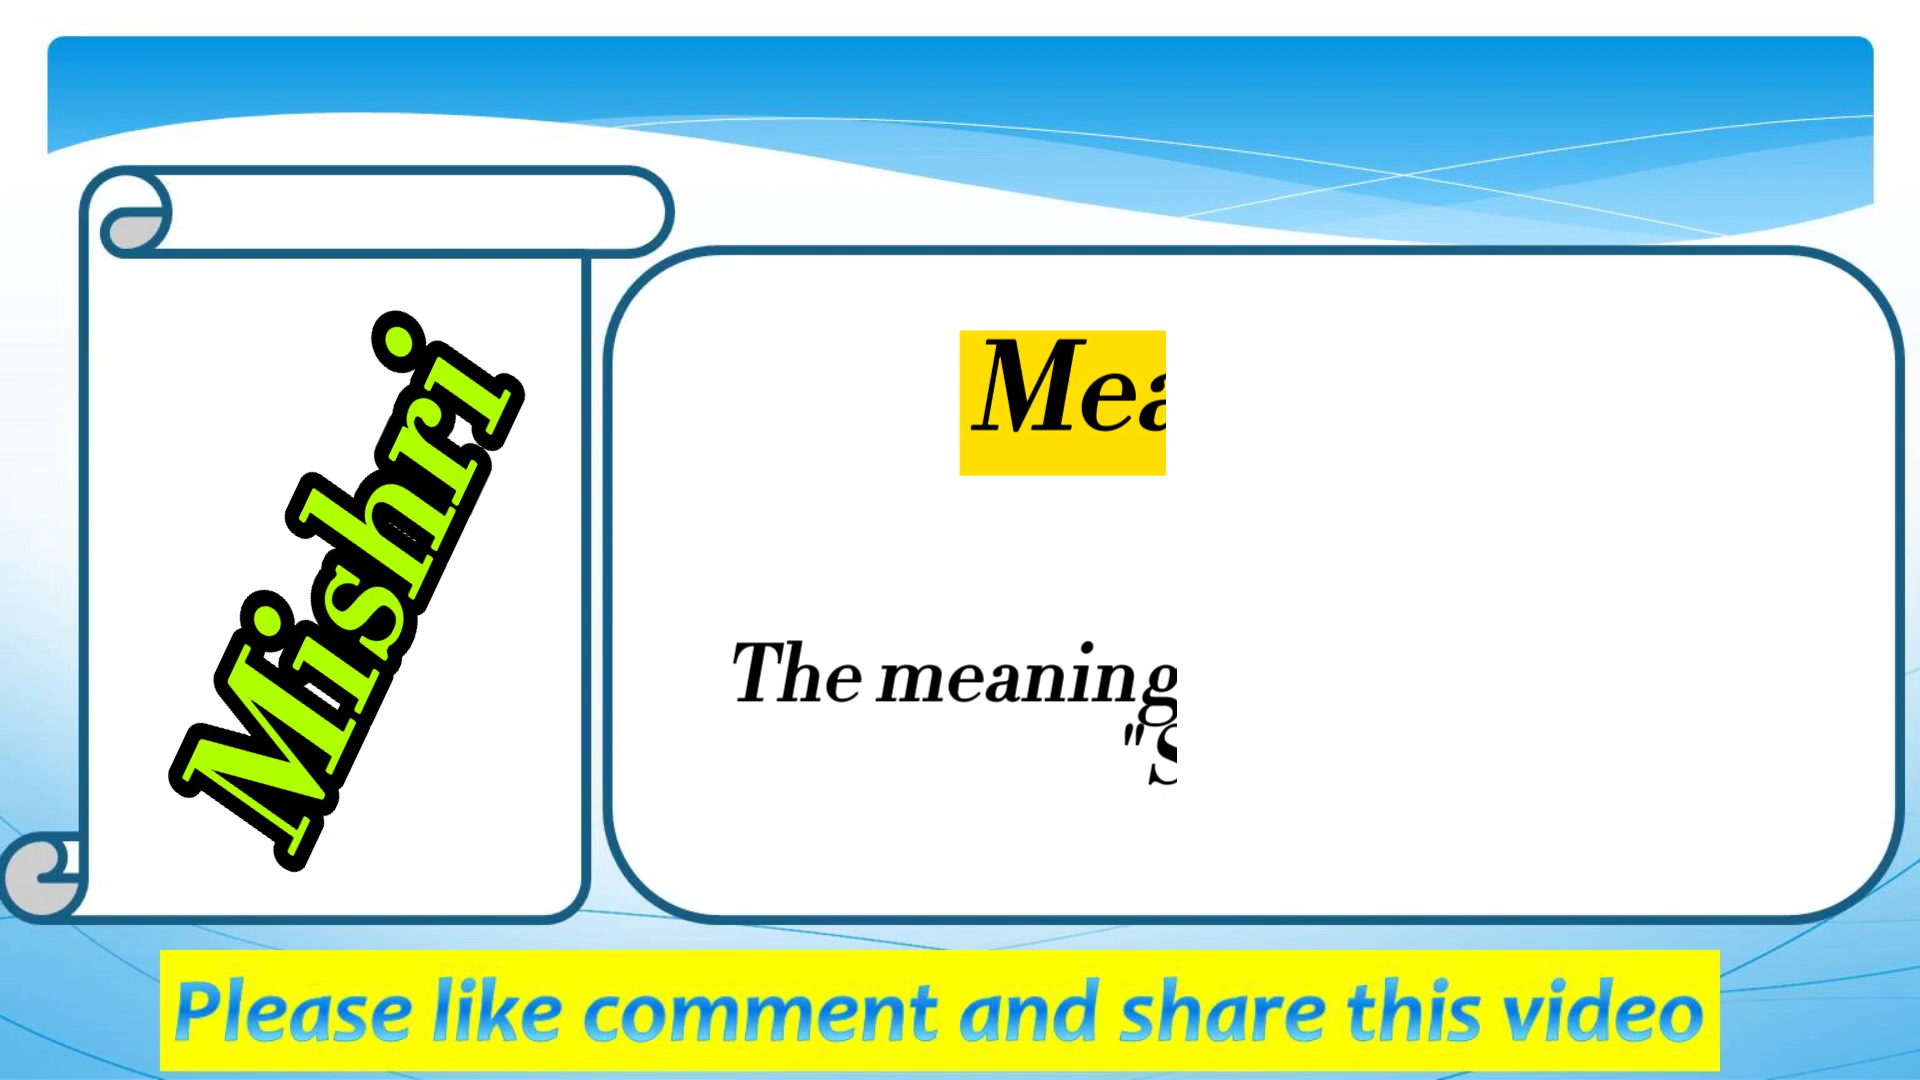 Mishri
Mea
The meaning
"S
Please like comment and share this video